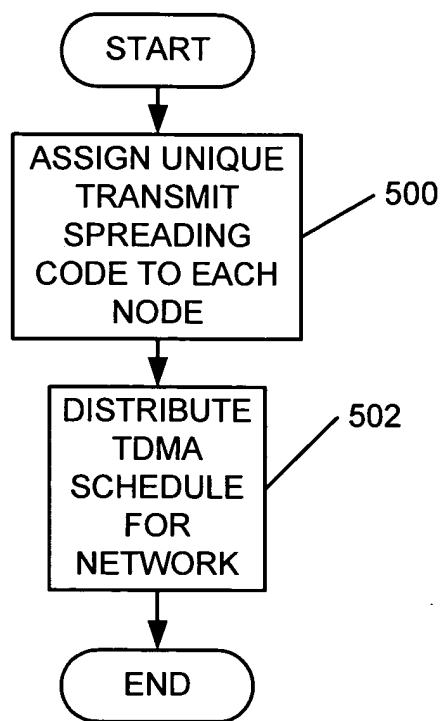 START
ASSIGN UNIQUE
TRANSMIT
SPREADING
CODE TO EACH
NODE
500
DISTRIBUTE
TDMA
SCHEDULE
FOR
NETWORK
502
END